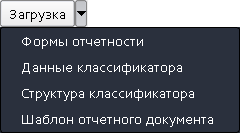 Загрузка
Формы отчетности
Данные классификатора
Структура классификатора
Шаблон отчетного документа